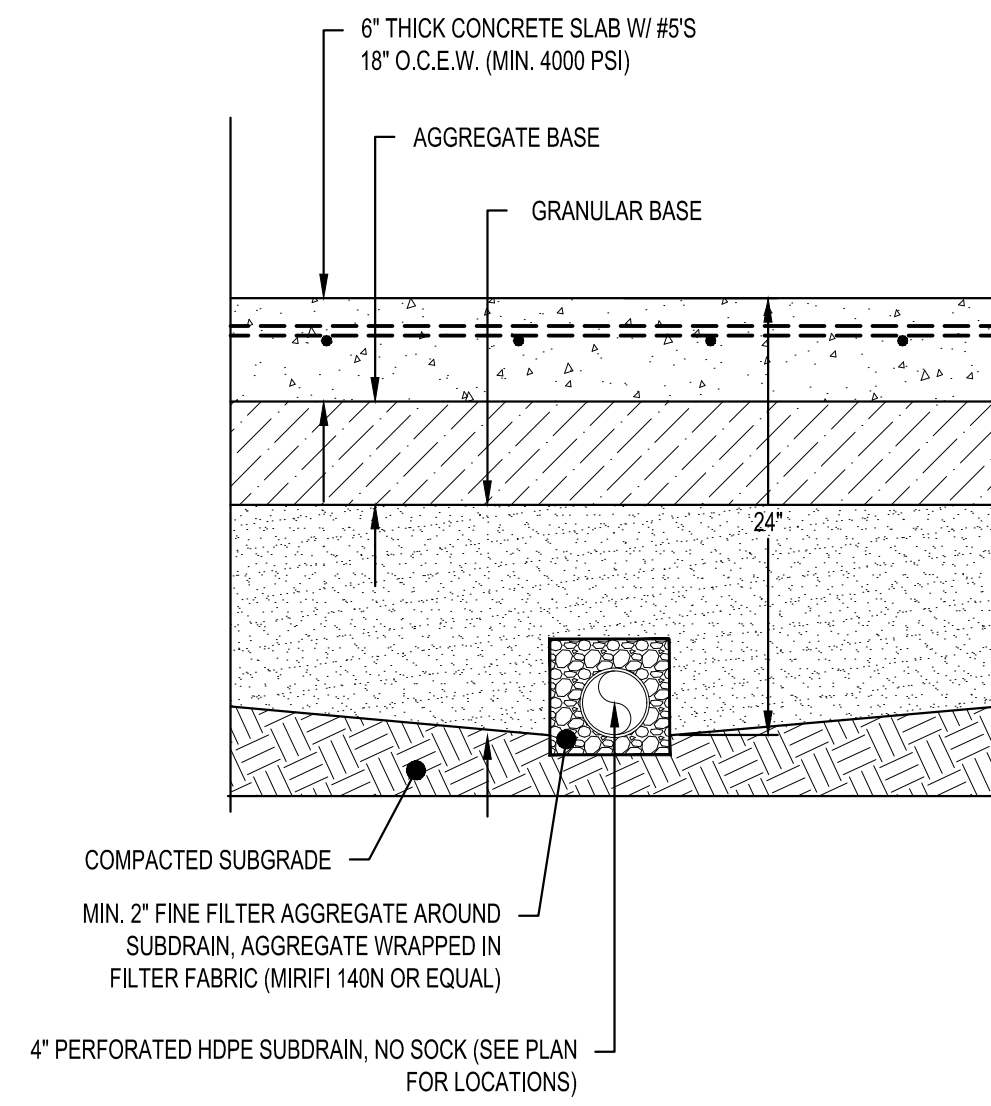 6" THICK CONCRETE SLAB W/ #5'S
18" O.C.E.W. (MIN. 4000 PSI)
AGGREGATE BASE
GRANULAR BASE
24"
COMPACTED SUBGRADE
MIN. 2" FINE FILTER AGGREGATE AROUND
SUBDRAIN, AGGREGATE WRAPPED IN
FILTER FABRIC (MIRIFI 140N OR EQUAL)
4" PERFORATED HDPE SUBDRAIN, NO SOCK (SEE PLAN
FOR LOCATIONS)